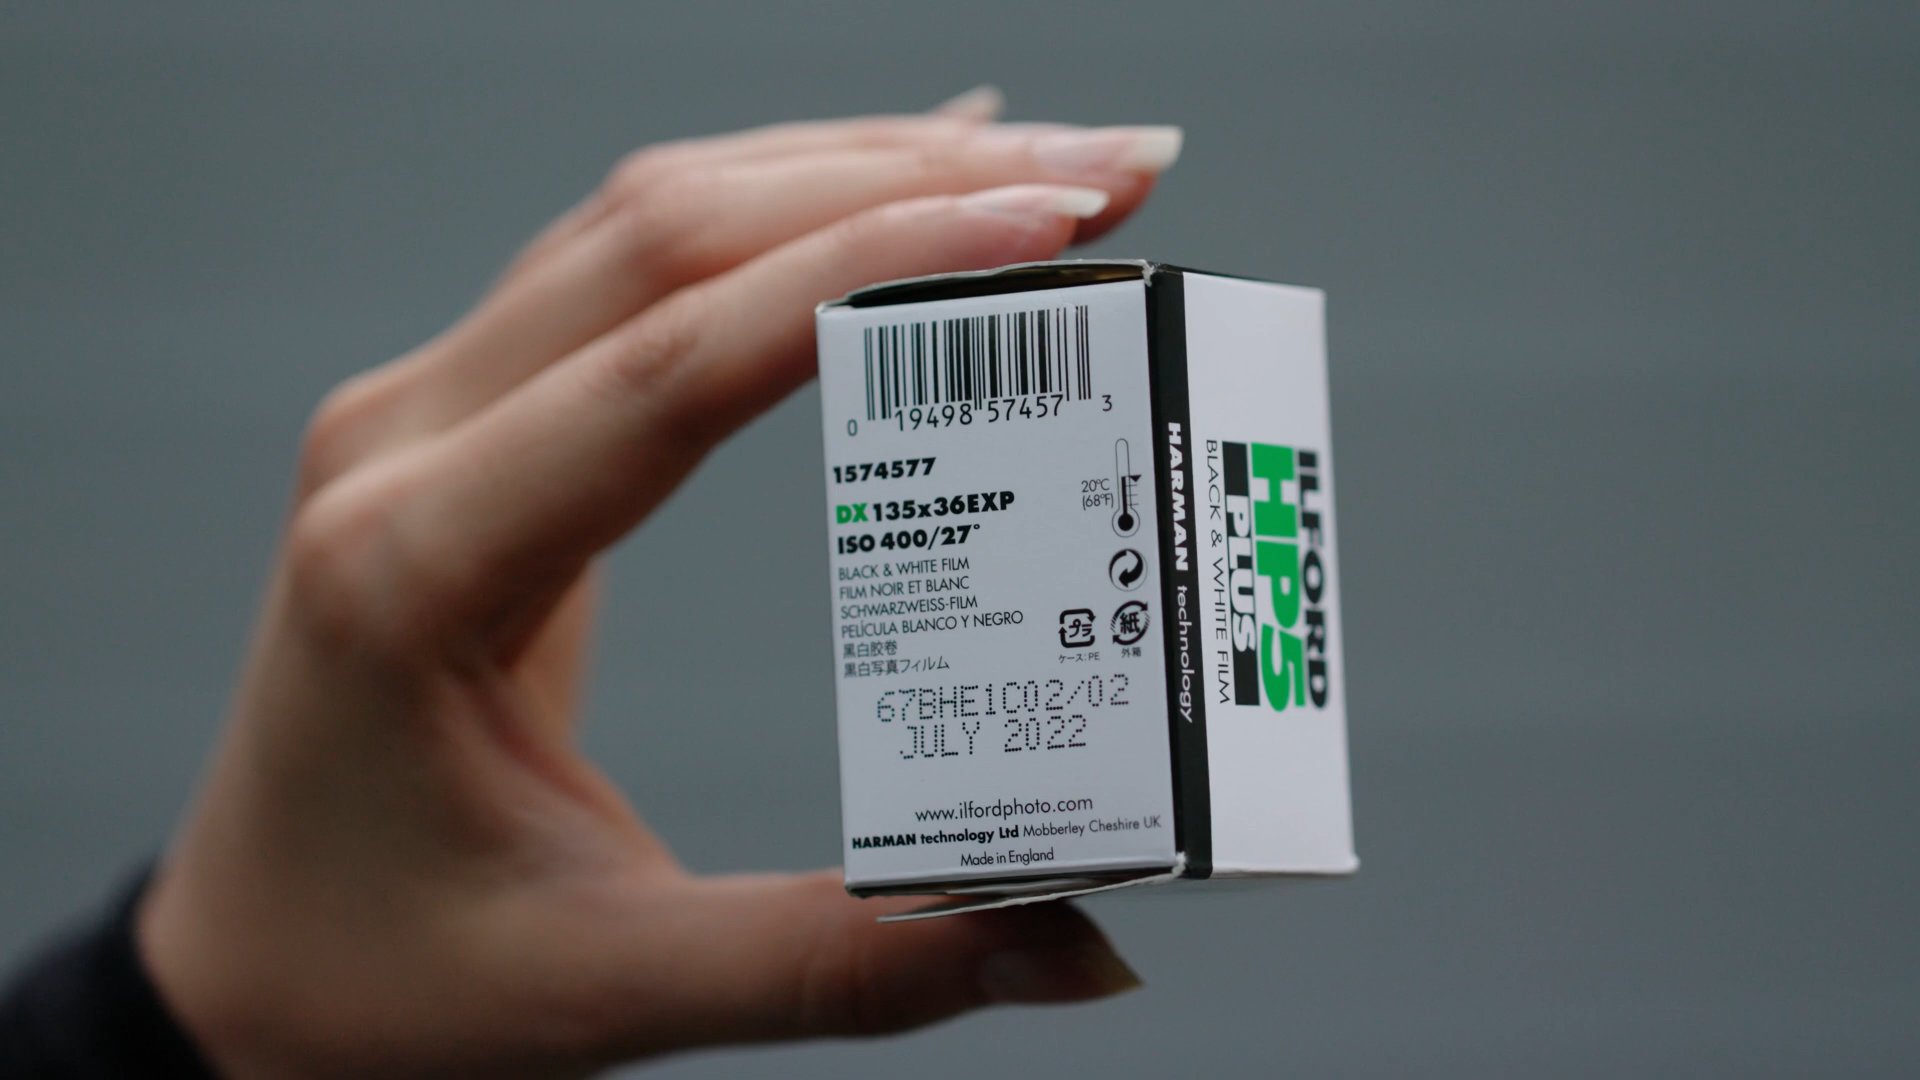 0 19498 57457 3
1574577
DX 135x36EXP
ISO 400/27°
20°C
(68°F)
BLACK & WHITE FILM
FILM NOIR ET BLANC
SCHWARZWEISS-FILM
PELÍCULA BLANCO Y NEGRO
黑白胶卷
黒白写真フィルム
プラ
ケース:PE
紙
外箱
67BHE1C02/02
JULY 2022
www.ilfordphoto.com
HARMAN technology Ltd Mobberley Cheshire UK
Made in England
HARMAN technology
ILFORD
HP5
PLUS
BLACK & WHITE FILM